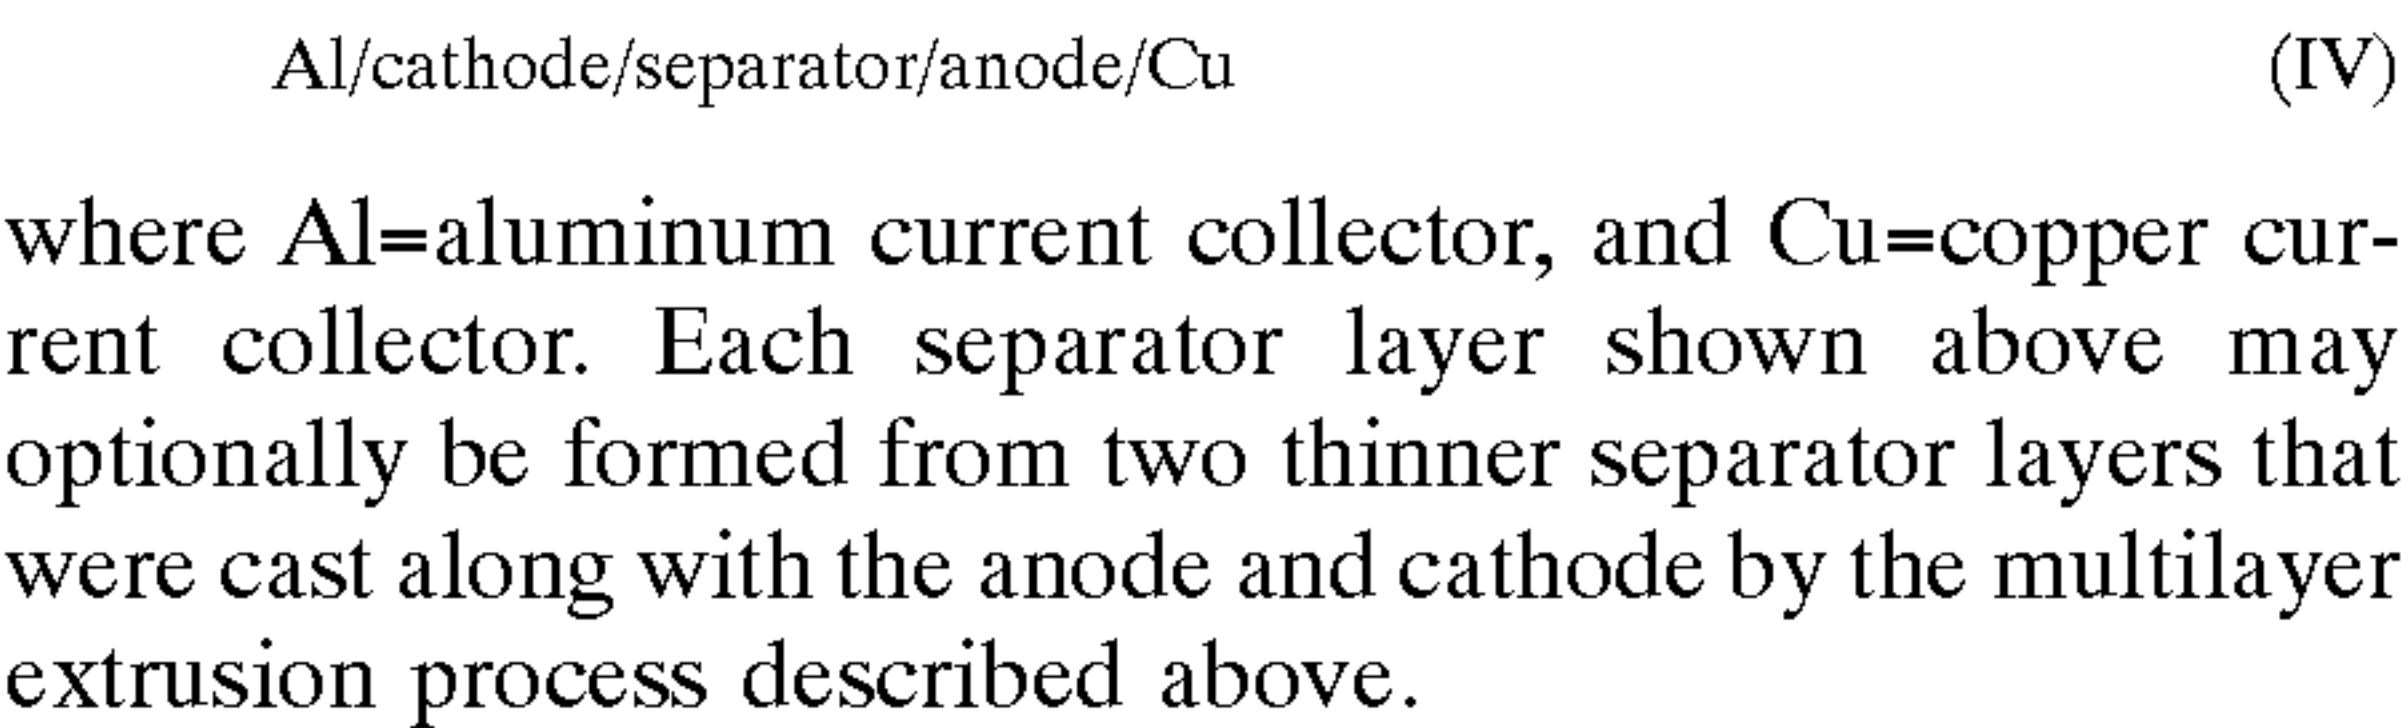 Al/cathode/separator/anode/Cu (IV)
where Al=aluminum current collector, and Cu=copper cur-
rent collector. Each separator layer shown above may
optionally be formed from two thinner separator layers that
were cast along with the anode and cathode by the multilayer
extrusion process described above.